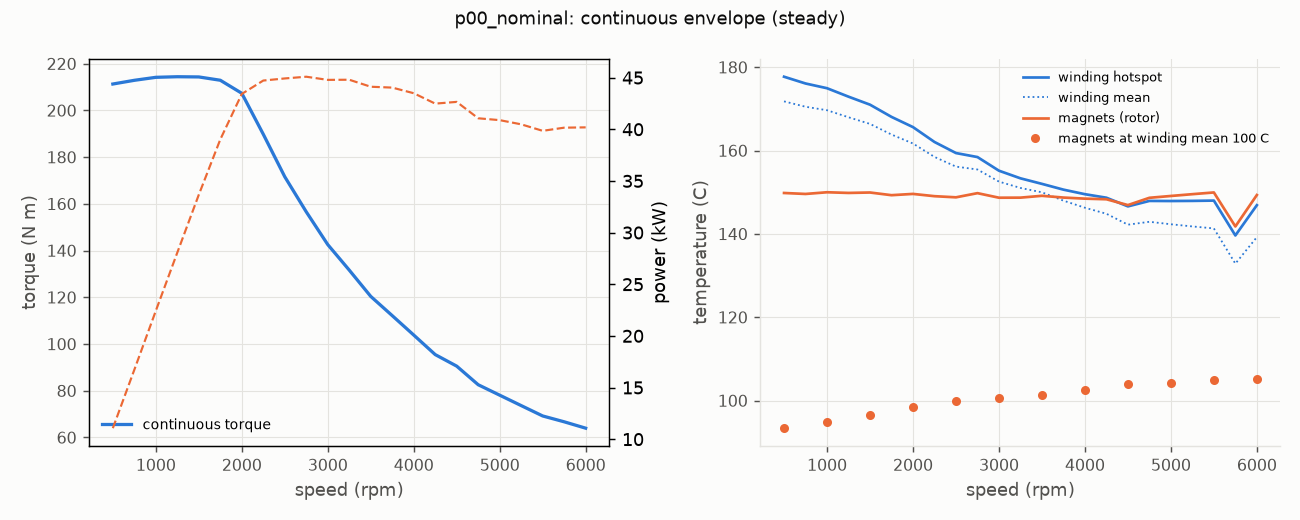 p00_nominal: continuous envelope (steady)
torque (N m)
220
200
180
160
140
120
100
80
60
continuous torque
1000 2000 3000 4000 5000 6000
speed (rpm)
45
40
35
30
25
20
15
10
power (kW)
temperature (C)
180
160
140
120
100
winding hotspot
winding mean
magnets (rotor)
magnets at winding mean 100 C
1000 2000 3000 4000 5000 6000
speed (rpm)